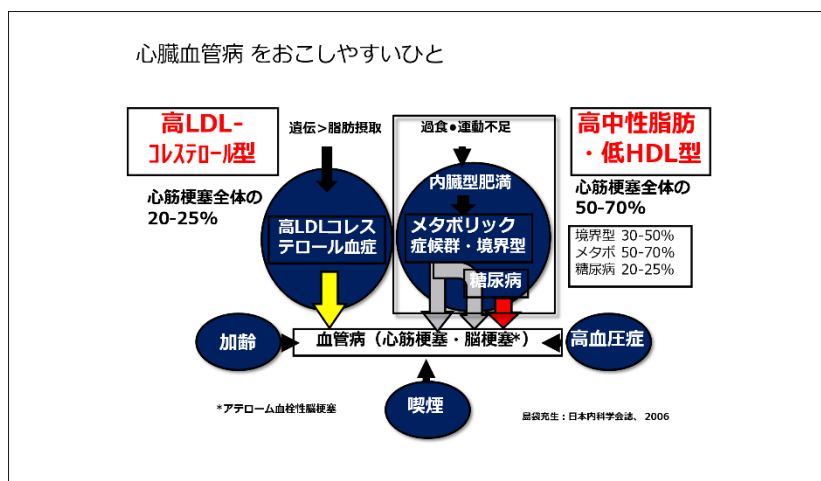 心臓血管病 をおこしやすいひと
高LDL-
コレステロール型
遺伝>脂肪摂取
過食●運動不足
高中性脂肪
・低HDL型
心筋梗塞全体の
20-25%
高LDLコレス
テロール血症
内臓型肥満
メタボリック
症候群・境界型
糖尿病
心筋梗塞全体の
50-70%
境界型 30-50%
メタボ 50-70%
糖尿病 20-25%
加齢
血管病(心筋梗塞・脳梗塞*)
高血圧症
喫煙
*アテローム血栓性脳梗塞
島袋充生:日本内科学会誌、2006